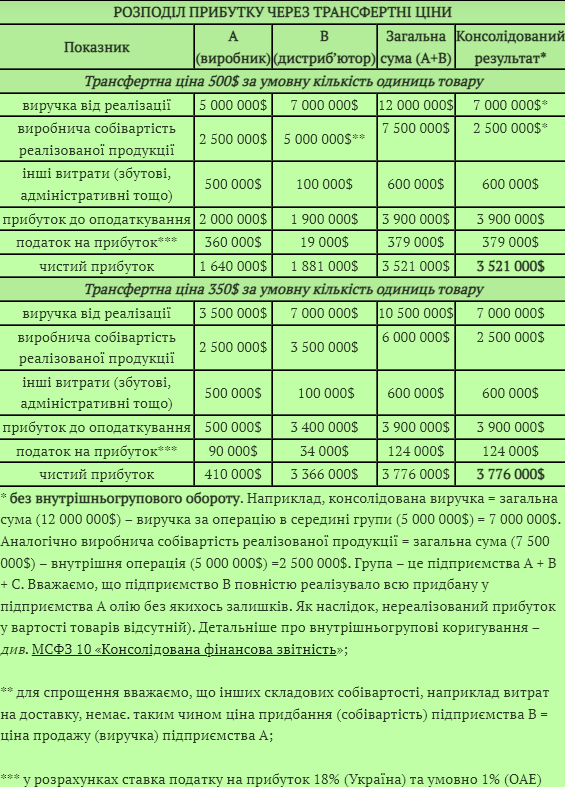 РОЗПОДІЛ ПРИБУТКУ ЧЕРЕЗ ТРАНСФЕРТНІ ЦІНИ
Показник А (виробник) В (дистриб’ютор) Загальна сума (А+В) Консолідований результат*
Трансфертна ціна 500$ за умовну кількість одиниць товару
виручка від реалізації 5 000 000$ 7 000 000$ 12 000 000$ 7 000 000$*
виробнича собівартість реалізованої продукції 2 500 000$ 5 000 000$** 7 500 000$ 2 500 000$*
інші витрати (збутові, адміністративні тощо) 500 000$ 100 000$ 600 000$ 600 000$
прибуток до оподаткування 2 000 000$ 1 900 000$ 3 900 000$ 3 900 000$
податок на прибуток*** 360 000$ 19 000$ 379 000$ 379 000$
чистий прибуток 1 640 000$ 1 881 000$ 3 521 000$ 3 521 000$
Трансфертна ціна 350$ за умовну кількість одиниць товару
виручка від реалізації 3 500 000$ 7 000 000$ 10 500 000$ 7 000 000$
виробнича собівартість реалізованої продукції 2 500 000$ 3 500 000$ 6 000 000$ 2 500 000$
інші витрати (збутові, адміністративні тощо) 500 000$ 100 000$ 600 000$ 600 000$
прибуток до оподаткування 500 000$ 3 400 000$ 3 900 000$ 3 900 000$
податок на прибуток*** 90 000$ 34 000$ 124 000$ 124 000$
чистий прибуток 410 000$ 3 366 000$ 3 776 000$ 3 776 000$
* без внутрішньогрупового обороту. Наприклад, консолідована виручка = загальна
сума (12 000 000$) – виручка за операцію в середині групи (5 000 000$) = 7 000 000$.
Аналогічно виробнича собівартість реалізованої продукції = загальна сума (7 500
000$) – внутрішня операція (5 000 000$) =2 500 000$. Група – це підприємства А + В
+ С. Вважаємо, що підприємство В повністю реалізувало всю придбану у
підприємства А олію без якихось залишків. Як наслідок, нереалізований прибуток
у вартості товарів відсутній). Детальніше про внутрішньогрупові коригування –
див. МСФЗ 10 «Консолідована фінансова звітність»;
** для спрощення вважаємо, що інших складових собівартості, наприклад витрат
на доставку, немає. таким чином ціна придбання (собівартість) підприємства В =
ціна продажу (виручка) підприємства А;
*** у розрахунках ставка податку на прибуток 18% (Україна) та умовно 1% (ОАЕ)